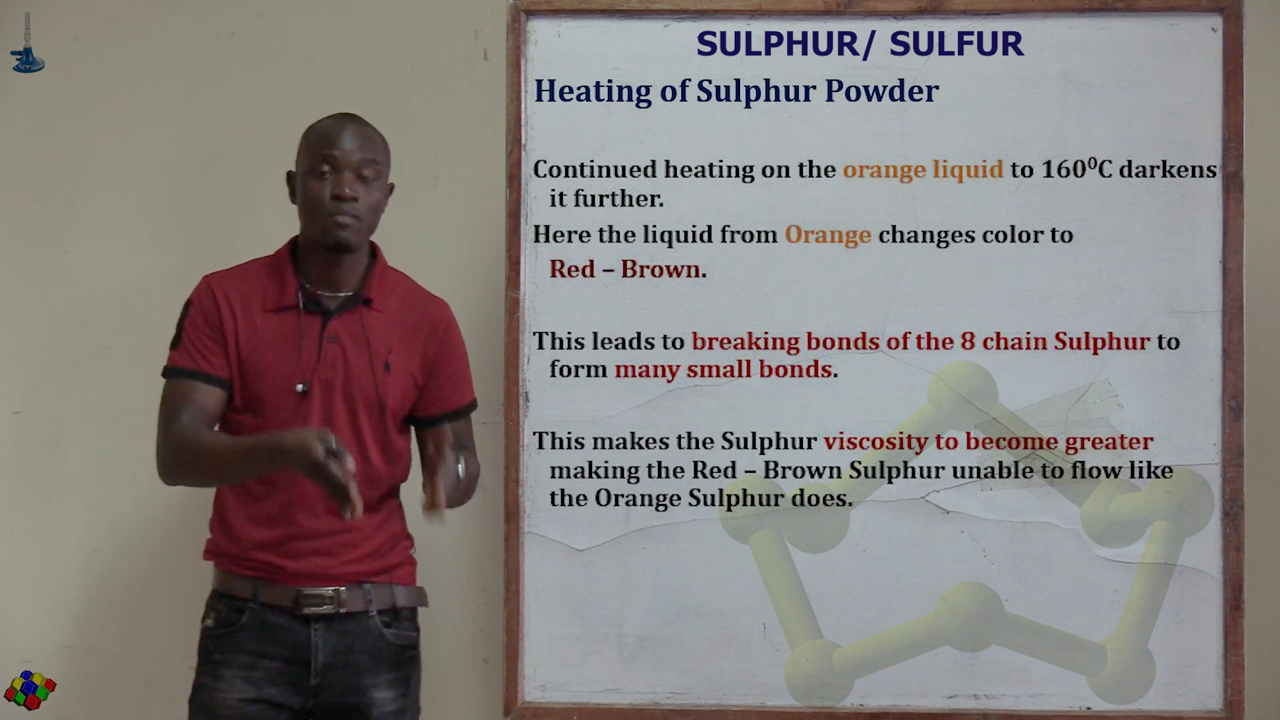 SULPHUR/ SULFUR
Heating of Sulphur Powder
Continued heating on the orange liquid to 160⁰C darkens
it further.
Here the liquid from Orange changes color to
Red – Brown.
This leads to breaking bonds of the 8 chain Sulphur to
form many small bonds.
This makes the Sulphur viscosity to become greater
making the Red – Brown Sulphur unable to flow like
the Orange Sulphur does.